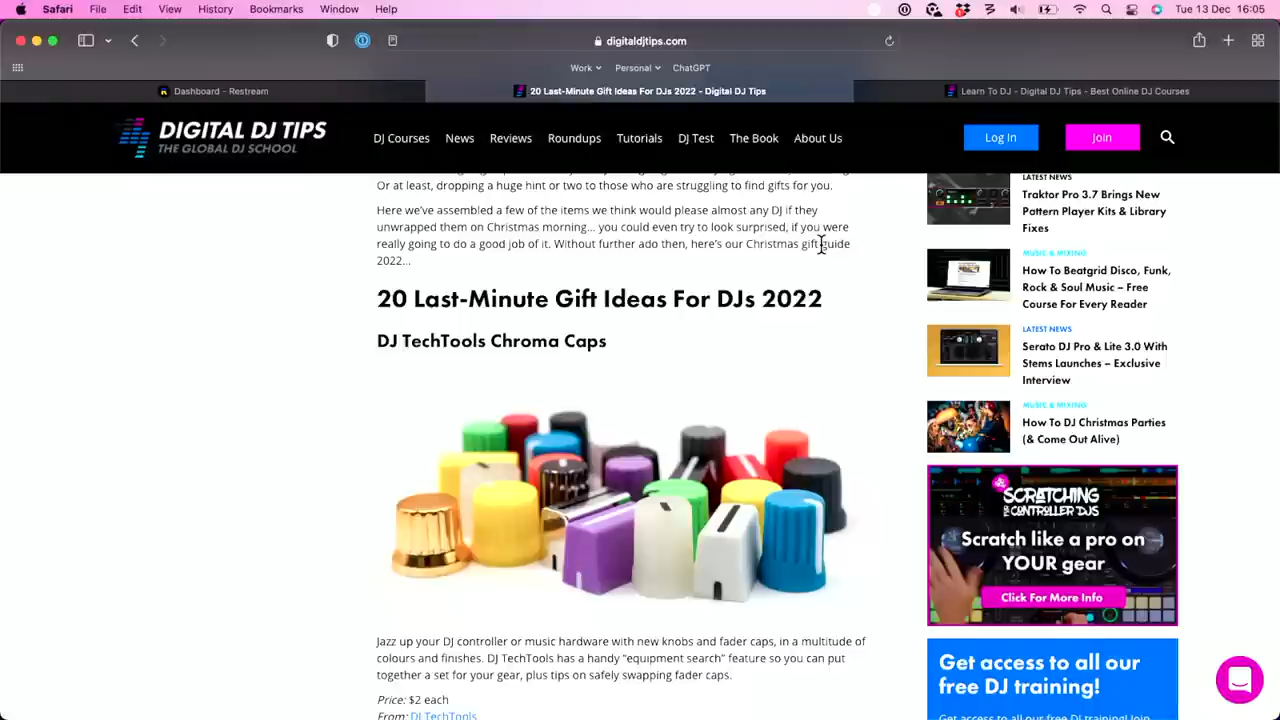 Safari File Edit View History Bookmarks Window Help
Tue 13 Dec 16:05
digitaldjtips.com
Work Personal ChatGPT
Dashboard - Restream
20 Last-Minute Gift Ideas For DJs 2022 - Digital DJ Tips
Learn To DJ - Digital DJ Tips - Best Online DJ Courses
DIGITAL DJ TIPS
THE GLOBAL DJ SCHOOL
DJ Courses News Reviews Roundups Tutorials DJ Test The Book About Us
Log In
Join
Or at least, dropping a huge hint or two to those who are struggling to find gifts for you.
Here we've assembled a few of the items we think would please almost any DJ if they
unwrapped them on Christmas morning… you could even try to look surprised, if you were
really going to do a good job of it. Without further ado then, here's our Christmas gift guide
2022…
20 Last-Minute Gift Ideas For DJs 2022
DJ TechTools Chroma Caps
Jazz up your DJ controller or music hardware with new knobs and fader caps, in a multitude of
colours and finishes. DJ TechTools has a handy "equipment search" feature so you can put
together a set for your gear, plus tips on safely swapping fader caps.
Price: $2 each
From: DJ TechTools
LATEST NEWS
Traktor Pro 3.7 Brings New
Pattern Player Kits & Library
Fixes
MUSIC & MIXING
How To Beatgrid Disco, Funk,
Rock & Soul Music – Free
Course For Every Reader
LATEST NEWS
Serato DJ Pro & Lite 3.0 With
Stems Launches – Exclusive
Interview
MUSIC & MIXING
How To DJ Christmas Parties
(& Come Out Alive)
SCRATCHING
FOR CONTROLLER DJS
Scratch like a pro on
YOUR gear
Click For More Info
Get access to all our
free DJ training!
Get access to all our free DJ training! Join